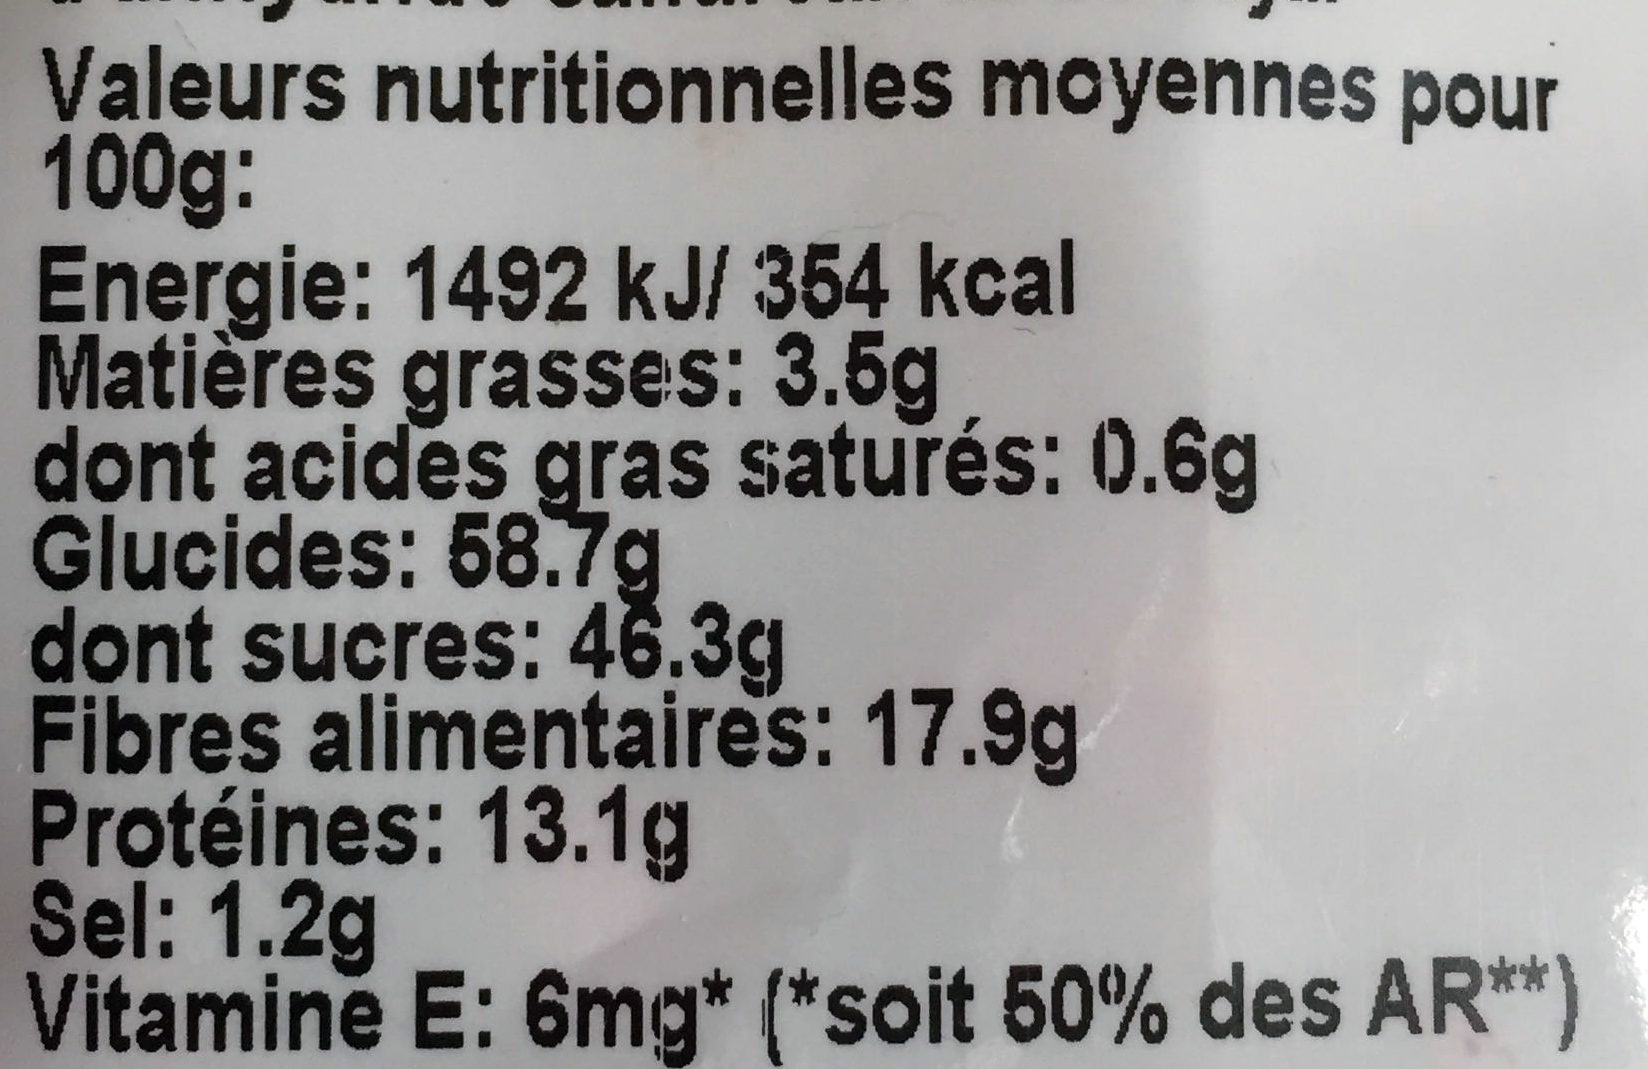 Valeurs nutritionnelles moyennes pour
100g:
Energie: 1492 kJ/ 354 kcal
Matières grasses: 3.5g
dont acides gras saturés: 0.6g
Glucides: 58.7g
dont sucres: 46.3g
Fibres alimentaires: 17.9g
Protéines: 13.1g
Sel: 1.2g
Vitamine E: 6mg* (*soit 50% des AR**)